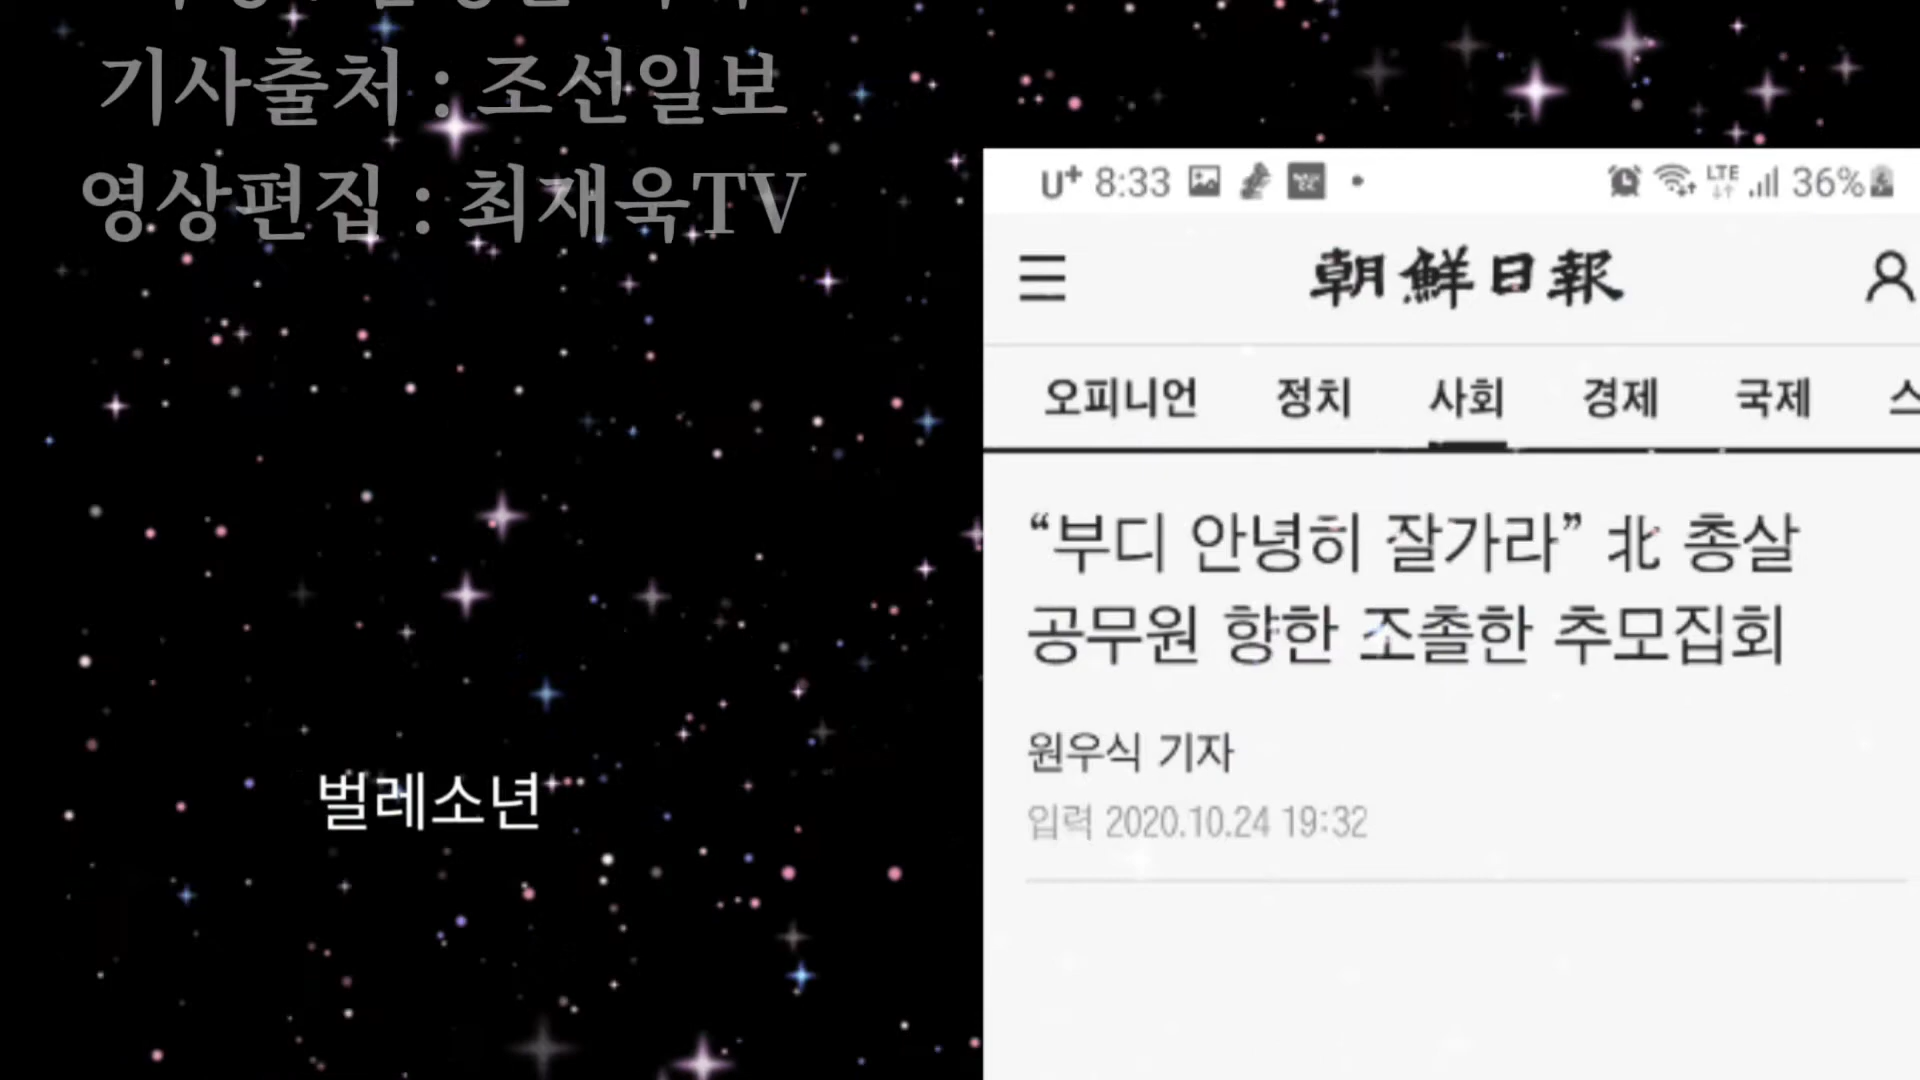 기사출처 : 조선일보
영상편집 : 최재욱TV
벌레소년
U+ 8:33 LTE 36%
朝鮮日報
오피니언 정치 사회 경제 국제 스
“부디 안녕히 잘가라” 北 총살
공무원 향한 조촐한 추모집회
원우식 기자
입력 2020.10.24 19:32